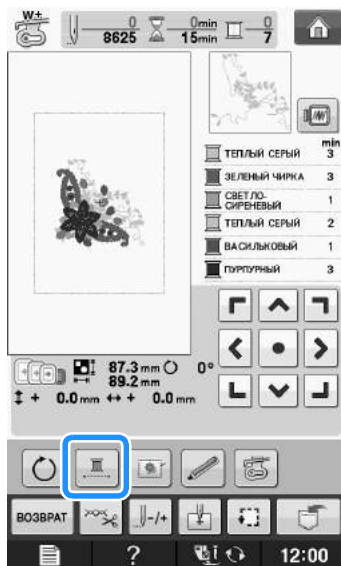 W+
0 0min 0
8625 15min 7
min
ТЕПЛЫЙ СЕРЫЙ 3
ЗЕЛЕНЫЙ ЧИРКА 3
СВЕТЛО-
СИРЕНЕВЫЙ 1
ТЕПЛЫЙ СЕРЫЙ 2
ВАСИЛЬКОВЫЙ 1
ПУРПУРНЫЙ 3
87.3 mm 0°
89.2 mm
+ 0.0 mm + 0.0 mm
ВОЗВРАТ -/+
? 12:00